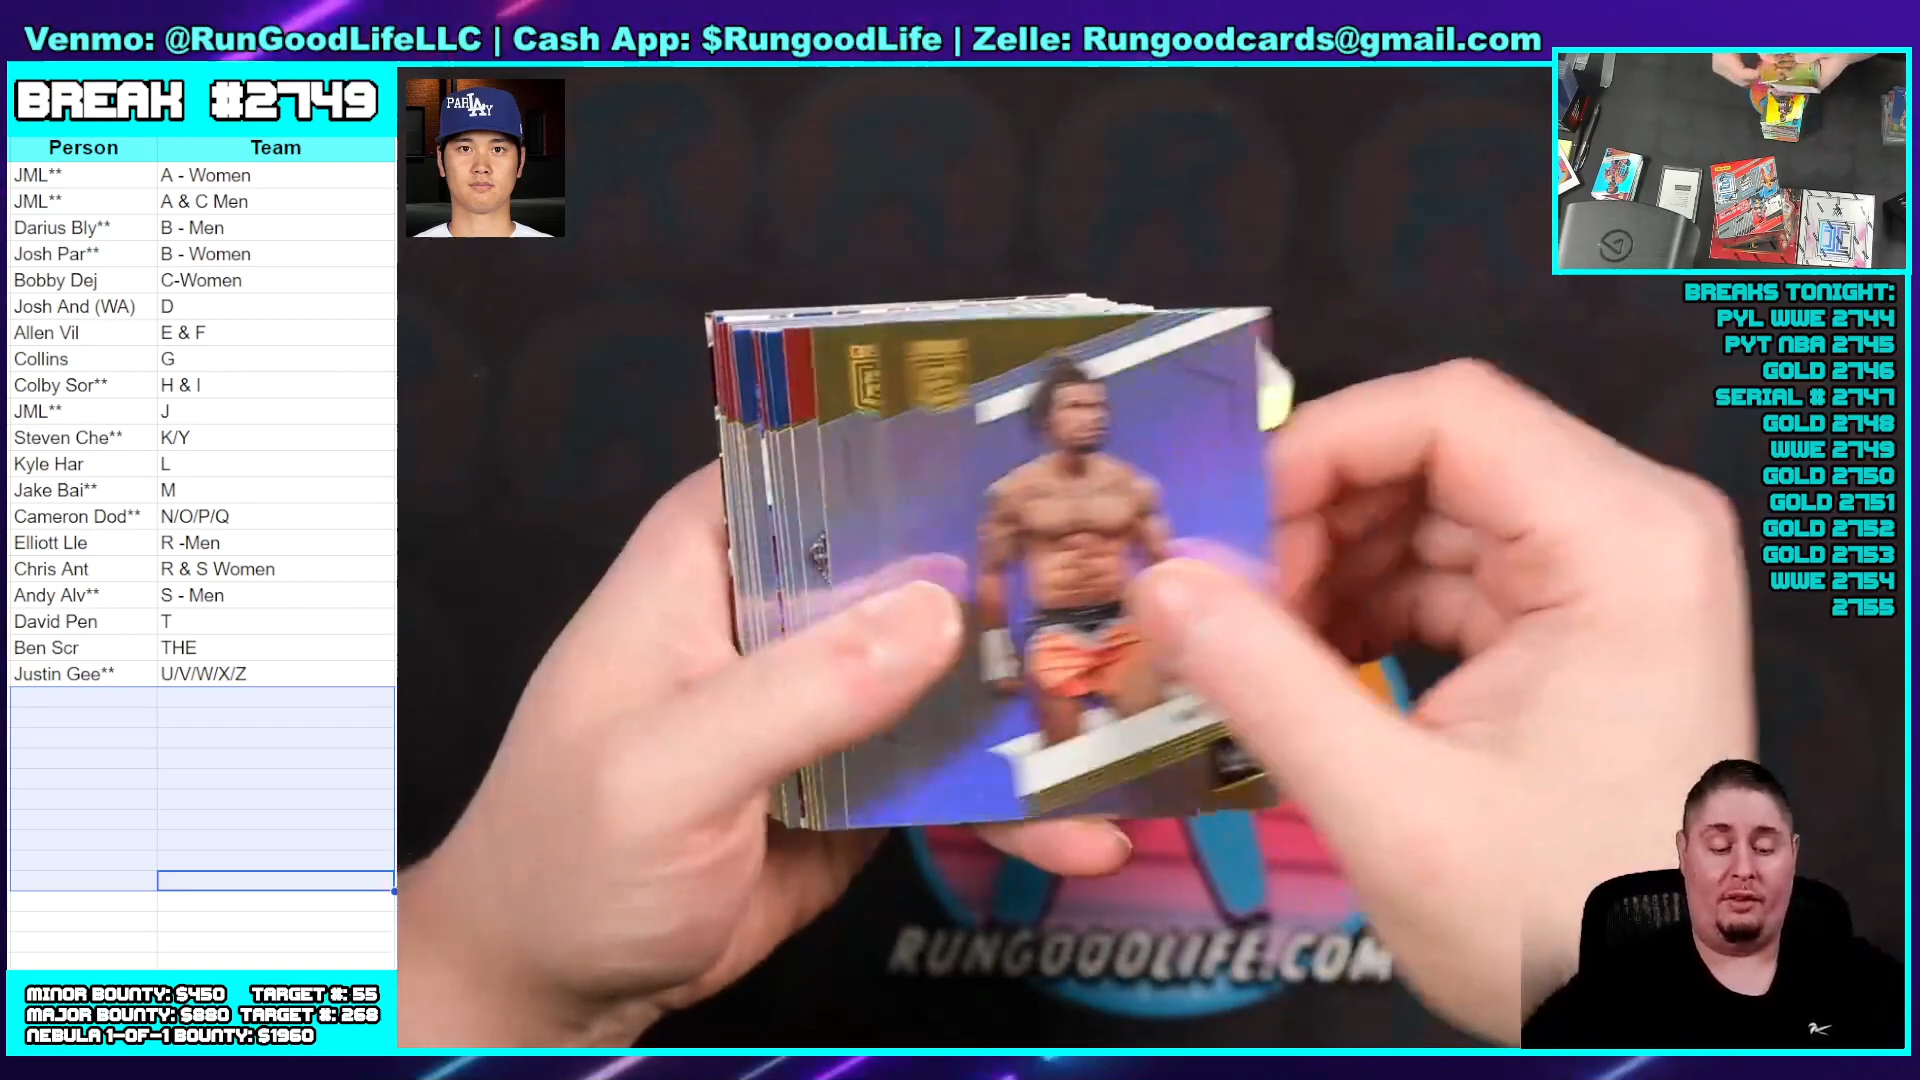 Venmo: @RunGoodLifeLLC | Cash App: $RungoodLife | Zelle: Rungoodcards@gmail.com
BREAK #2749
Person Team
JML** A - Women
JML** A & C Men
Darius Bly** B - Men
Josh Par** B - Women
Bobby Dej C-Women
Josh And (WA) D
Allen Vil E & F
Collins G
Colby Sor** H & I
JML** J
Steven Che** K/Y
Kyle Har L
Jake Bai** M
Cameron Dod** N/O/P/Q
Elliott Lle R -Men
Chris Ant R & S Women
Andy Alv** S - Men
David Pen T
Ben Scr THE
Justin Gee** U/V/W/X/Z
MINOR BOUNTY: $450 TARGET #: 55
MAJOR BOUNTY: $880 TARGET #: 268
NEBULA 1-OF-1 BOUNTY: $1960
PARLAY
RUNGOODLIFE.COM
BREAKS TONIGHT:
PYL WWE 2744
PYT NBA 2745
GOLD 2746
SERIAL # 2747
GOLD 2748
WWE 2749
GOLD 2750
GOLD 2751
GOLD 2752
GOLD 2753
WWE 2754
2755